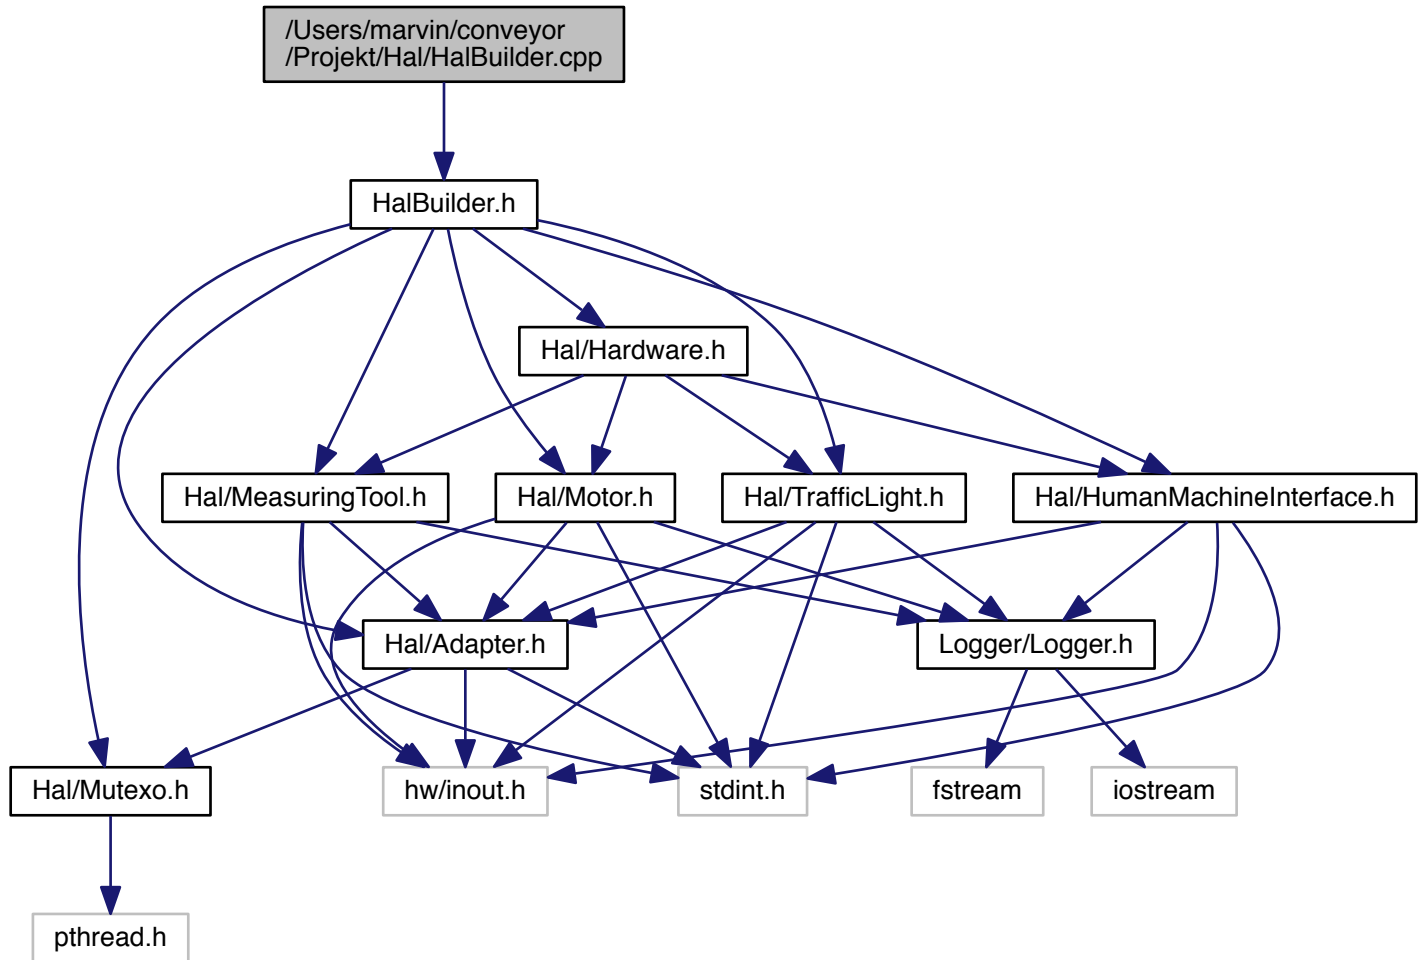 /Users/marvin/conveyor
/Projekt/Hal/HalBuilder.cpp
HalBuilder.h
Hal/Hardware.h
Hal/MeasuringTool.h
Hal/Motor.h
Hal/TrafficLight.h
Hal/HumanMachineInterface.h
Hal/Adapter.h
Logger/Logger.h
Hal/Mutexo.h
hw/inout.h
stdint.h
fstream
iostream
pthread.h